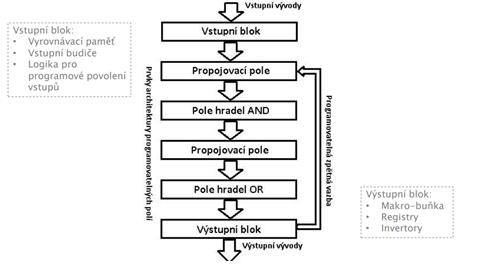 Vstupní vývody
Vstupní blok:
• Vyrovnávací paměť
• Vstupní budiče
• Logika pro
programové povolení
vstupů
Vstupní blok
Propojovací pole
Pole hradel AND
Propojovací pole
Pole hradel OR
Výstupní blok
Prvky architektury programovatelných polí
Programovatelná zpětná vazba
Výstupní blok:
• Makro-buňka
• Registry
• Invertory
Výstupní vývody